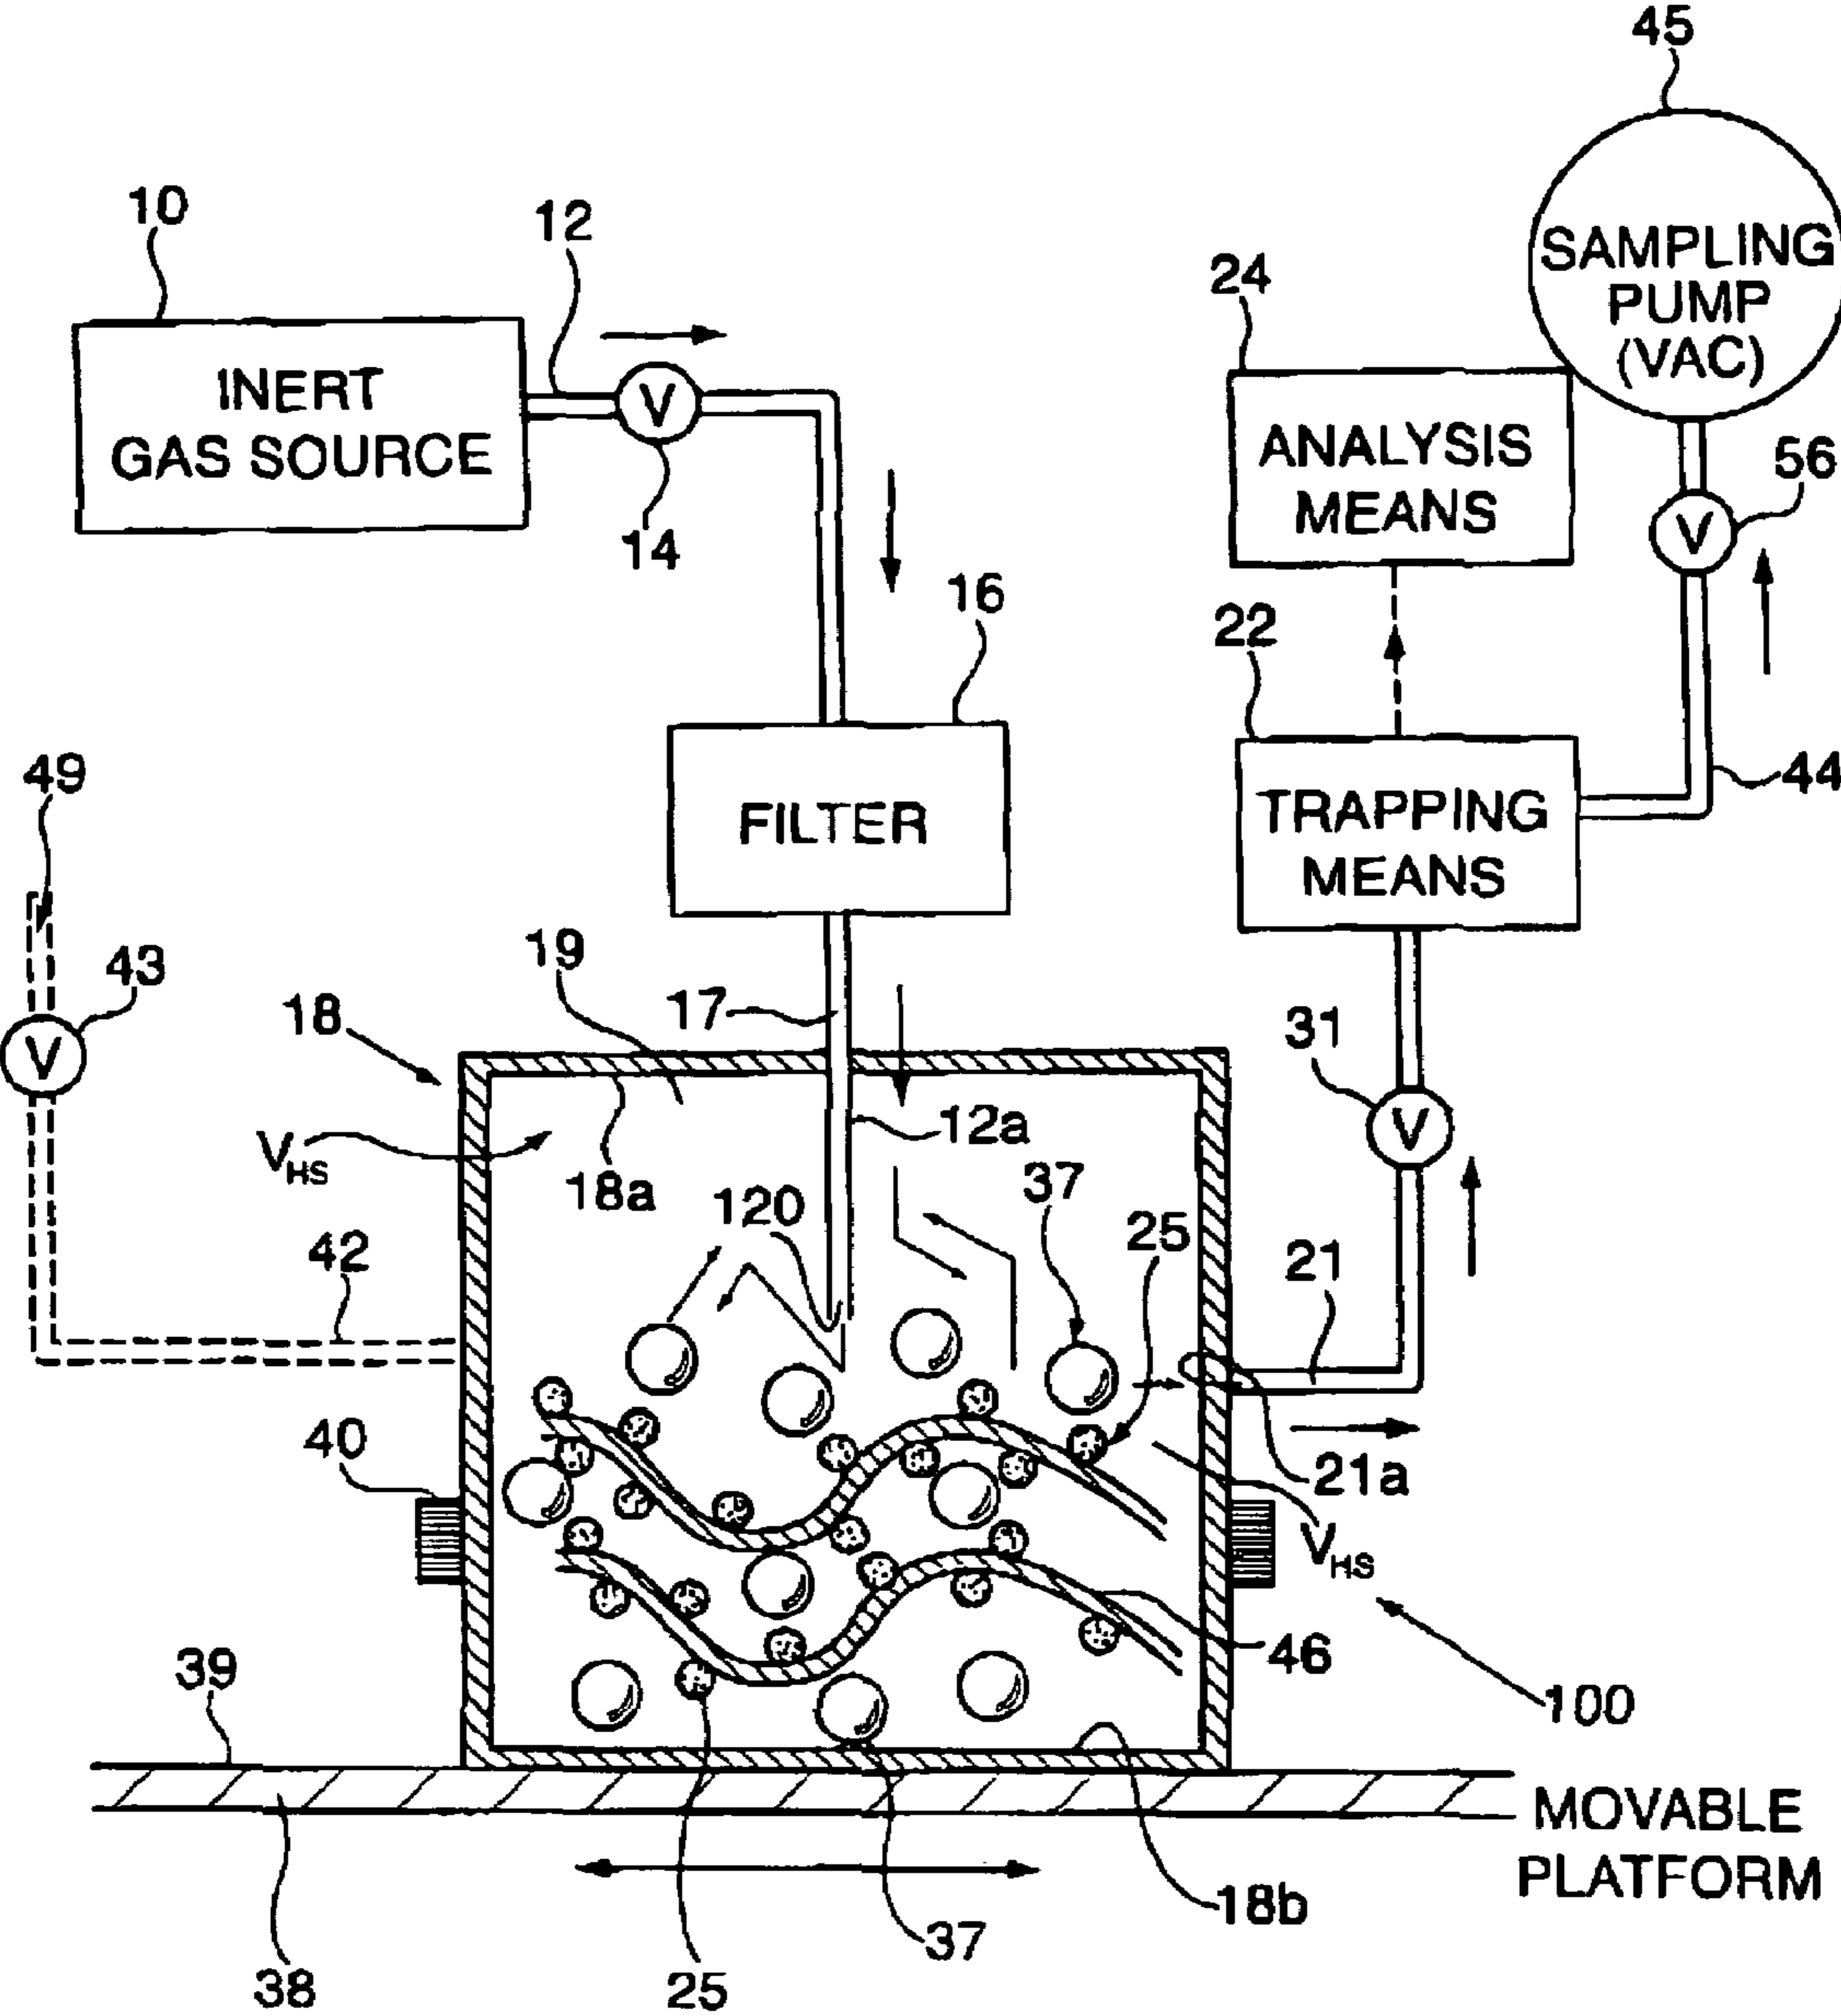 45
10
12
SAMPLING
PUMP
(VAC)
24
INERT
GAS SOURCE
V
ANALYSIS
MEANS
56
14
V
16
22
49
44
FILTER
TRAPPING
MEANS
19
43
18
17
31
V
12a
V
V_HS
18a
120
37
25
42
21
40
21a
V_HS
46
39
100
MOVABLE
PLATFORM
18b
37
38
25